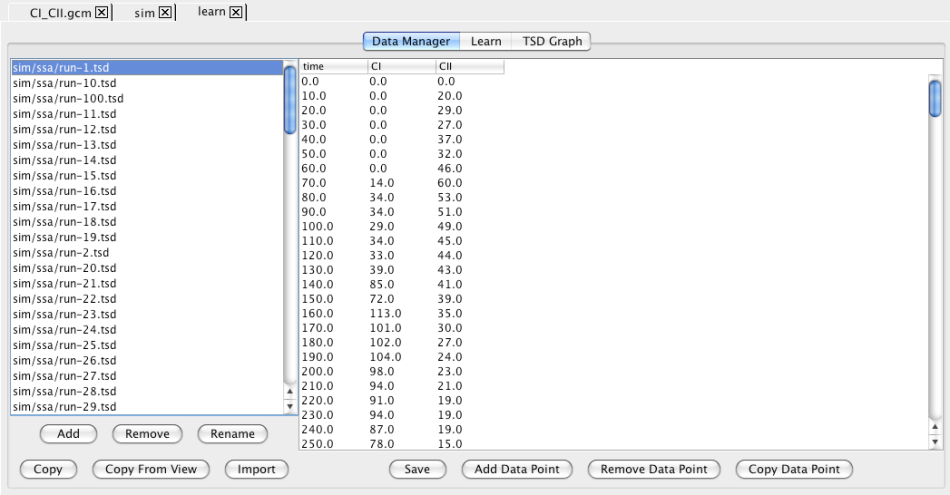 CI_CII.gcm sim learn
Data Manager Learn TSD Graph
sim/ssa/run-1.tsd
sim/ssa/run-10.tsd
sim/ssa/run-100.tsd
sim/ssa/run-11.tsd
sim/ssa/run-12.tsd
sim/ssa/run-13.tsd
sim/ssa/run-14.tsd
sim/ssa/run-15.tsd
sim/ssa/run-16.tsd
sim/ssa/run-17.tsd
sim/ssa/run-18.tsd
sim/ssa/run-19.tsd
sim/ssa/run-2.tsd
sim/ssa/run-20.tsd
sim/ssa/run-21.tsd
sim/ssa/run-22.tsd
sim/ssa/run-23.tsd
sim/ssa/run-24.tsd
sim/ssa/run-25.tsd
sim/ssa/run-26.tsd
sim/ssa/run-27.tsd
sim/ssa/run-28.tsd
sim/ssa/run-29.tsd
Add Remove Rename
Copy Copy From View Import
time CI CII
0.0 0.0 0.0
10.0 0.0 20.0
20.0 0.0 29.0
30.0 0.0 27.0
40.0 0.0 37.0
50.0 0.0 32.0
60.0 0.0 46.0
70.0 14.0 60.0
80.0 34.0 53.0
90.0 34.0 51.0
100.0 29.0 49.0
110.0 34.0 45.0
120.0 33.0 44.0
130.0 39.0 43.0
140.0 85.0 41.0
150.0 72.0 39.0
160.0 113.0 35.0
170.0 101.0 30.0
180.0 102.0 27.0
190.0 104.0 24.0
200.0 98.0 23.0
210.0 94.0 21.0
220.0 91.0 19.0
230.0 94.0 19.0
240.0 87.0 19.0
250.0 78.0 15.0
Save Add Data Point Remove Data Point Copy Data Point